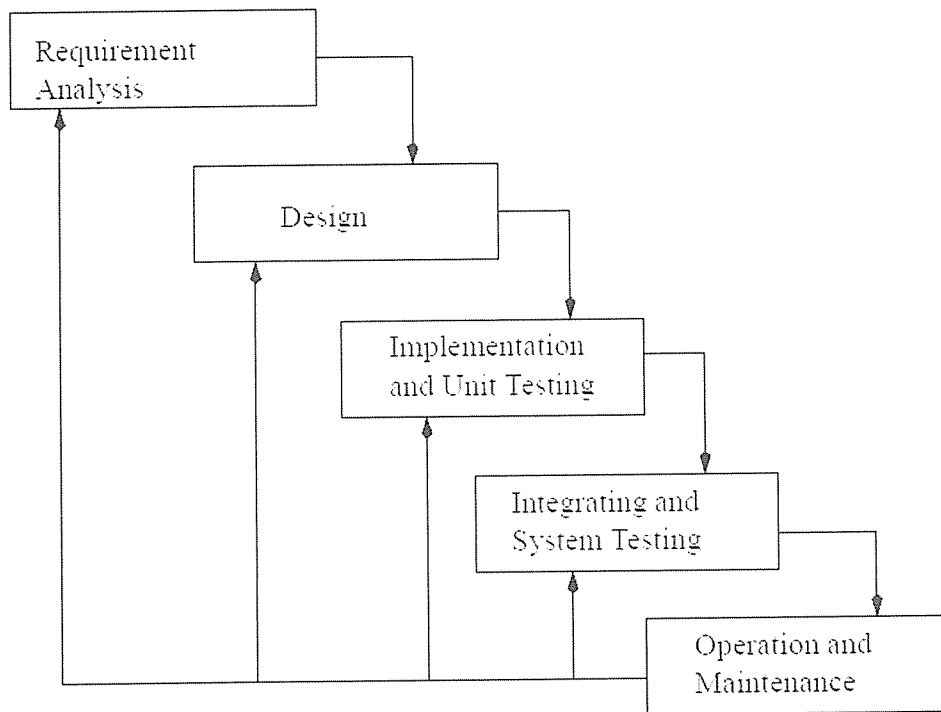 Requirement
Analysis
Design
Implementation
and Unit Testing
Integrating and
System Testing
Operation and
Maintenance